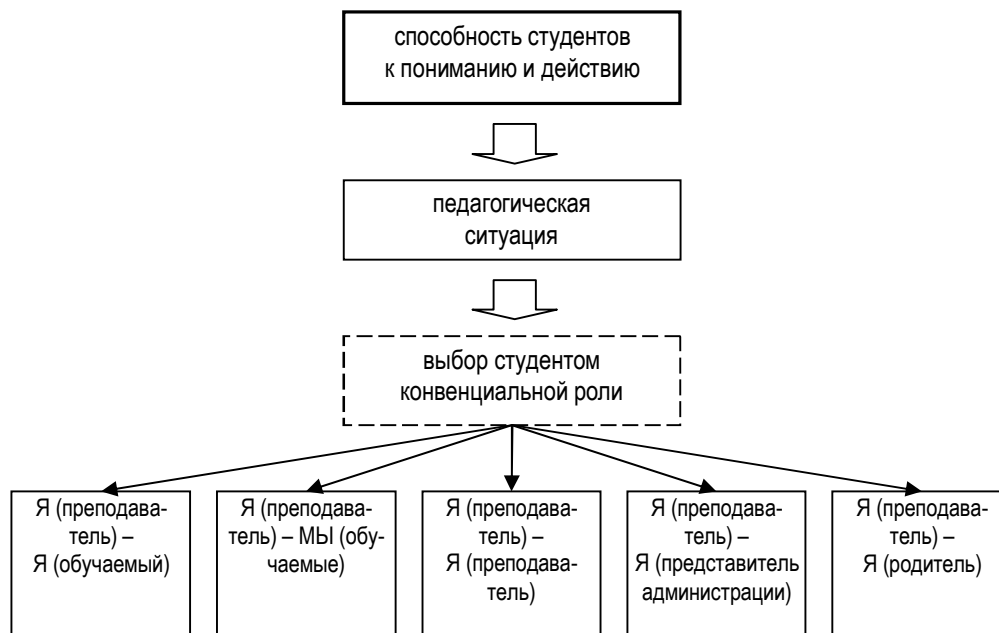 способность студентов
к пониманию и действию
педагогическая
ситуация
выбор студентом
конвенциальной роли
Я (преподава-
тель) –
Я (обучаемый)
Я (преподава-
тель) – МЫ (обу-
чаемые)
Я (преподава-
тель) –
Я (преподава-
тель)
Я (преподава-
тель) –
Я (представитель
администрации)
Я (преподава-
тель) –
Я (родитель)